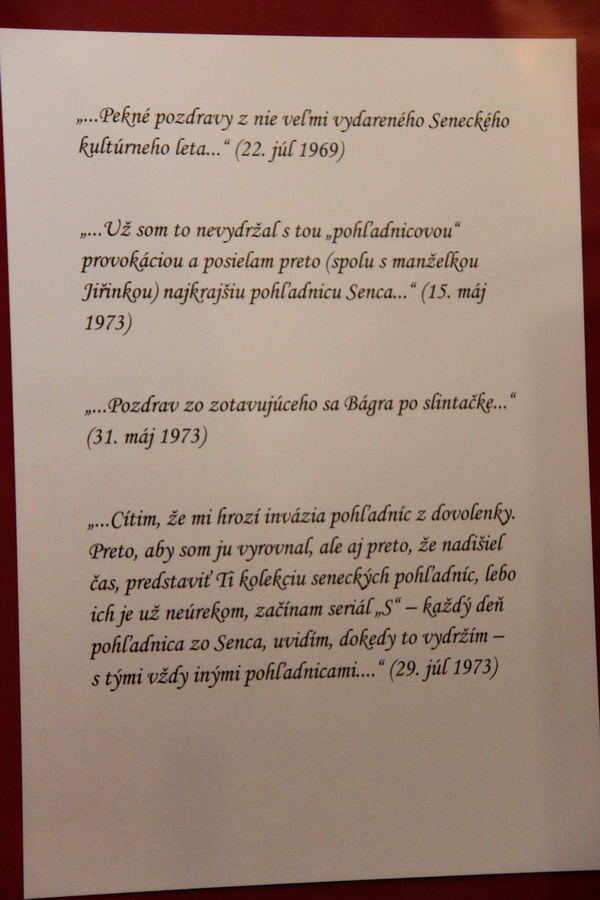 „...Pekné pozdravy z nie veľmi vydareného Seneckého
kultúrneho leta...“ (22. júl 1969)
„...Už som to nevydržal s tou „pohľadnicovou“
provokáciou a posielam preto (spolu s manželkou
Jiřinkou) najkrajšiu pohľadnicu Senca...“ (15. máj
1973)
„...Pozdrav zo zotavujúceho sa Bágra po slintačke...“
(31. máj 1973)
„...Cítim, že mi hrozí invázia pohľadníc z dovolenky.
Preto, aby som ju vyrovnal, ale aj preto, že nadišiel
čas, predstaviť Ti kolekciu seneckých pohľadníc, lebo
ich je už neúrekom, začínam seriál „S“ – každý deň
pohľadnica zo Senca, uvidím, dokedy to vydržím –
s tými vždy inými pohľadnicami....“ (29. júl 1973)